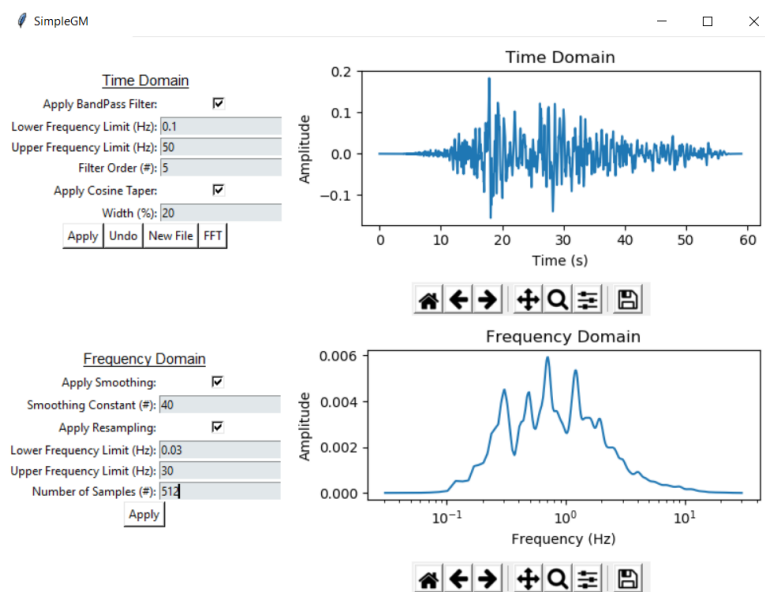 SimpleGM
Time Domain
Apply BandPass Filter:
Lower Frequency Limit (Hz): 0.1
Upper Frequency Limit (Hz): 50
Filter Order (#): 5
Apply Cosine Taper:
Width (%): 20
Apply Undo New File FFT
Time Domain
Amplitude
0.2
0.1
0.0
−0.1
0 10 20 30 40 50 60
Time (s)
Frequency Domain
Apply Smoothing:
Smoothing Constant (#): 40
Apply Resampling:
Lower Frequency Limit (Hz): 0.03
Upper Frequency Limit (Hz): 30
Number of Samples (#): 512
Apply
Frequency Domain
Amplitude
0.006
0.004
0.002
0.000
10⁻¹ 10⁰ 10¹
Frequency (Hz)